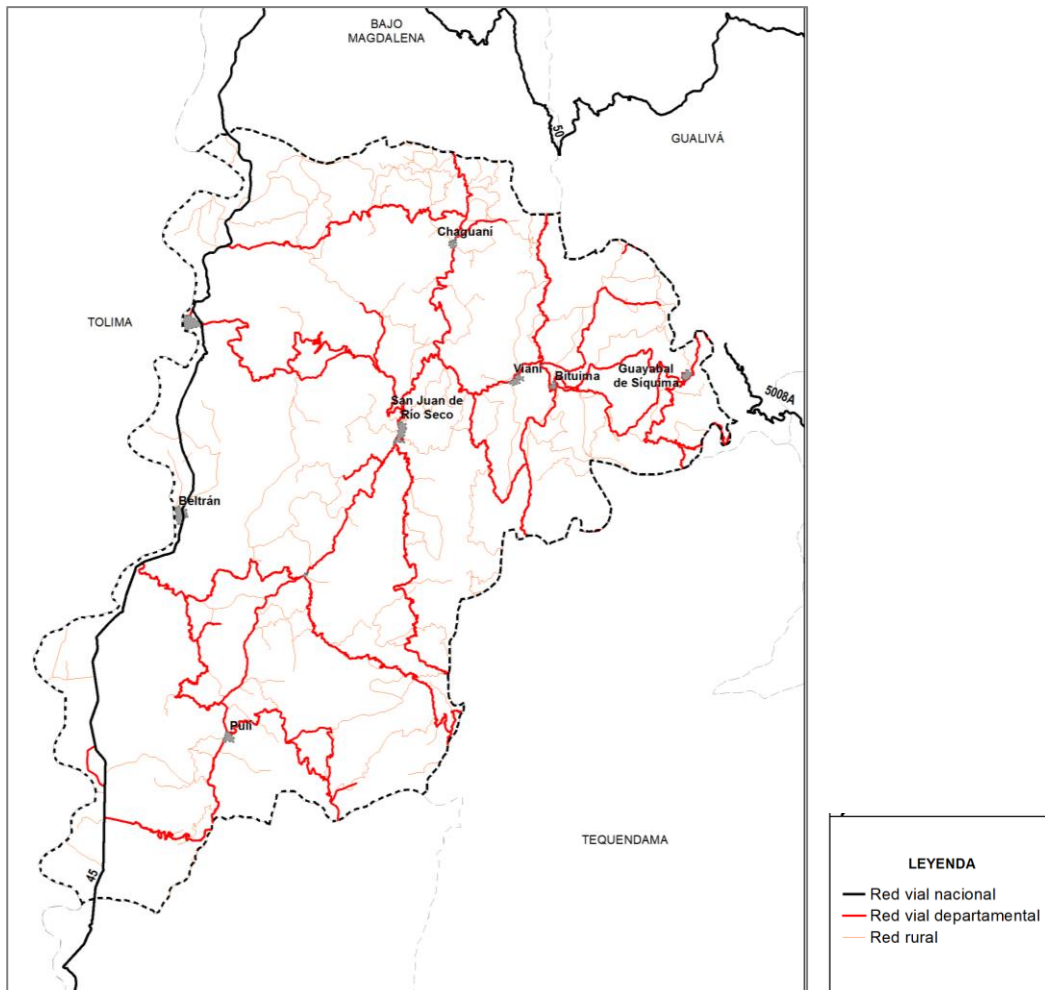 BAJO
MAGDALENA
50
GUALIVÁ
Chaguaní
TOLIMA
Vianí
Bituima
Guayabal
de Síquima
5008A
San Juan de
Río Seco
Beltrán
Pulí
TEQUENDAMA
45
LEYENDA
Red vial nacional
Red vial departamental
Red rural